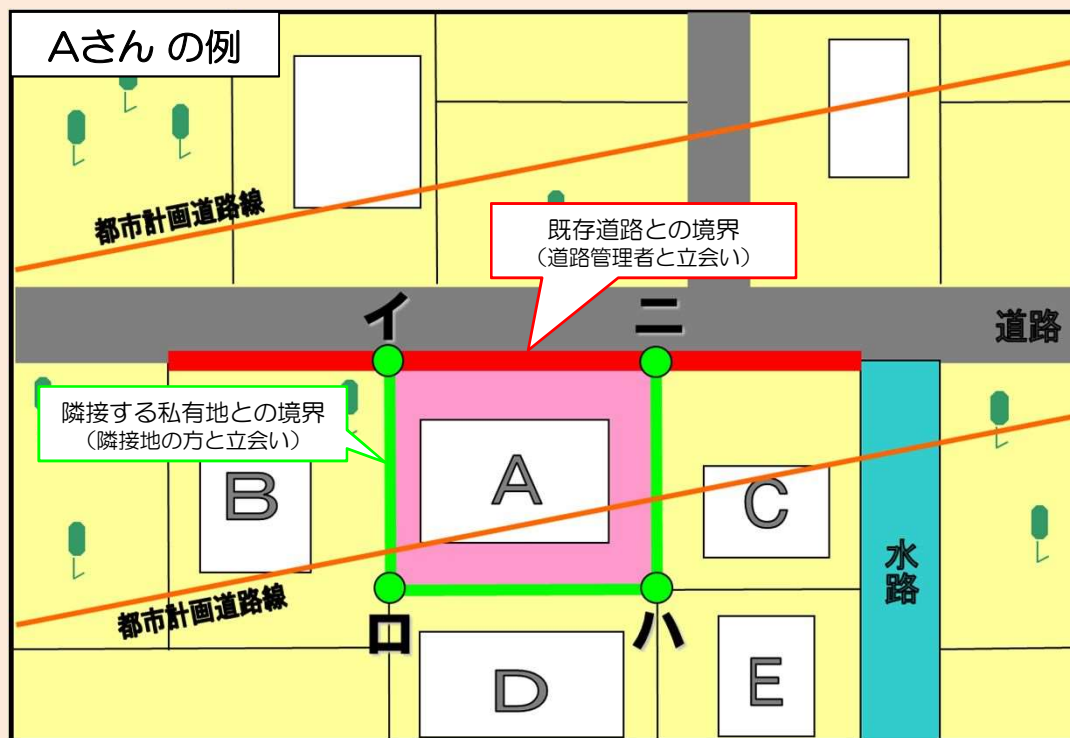 Aさん の例
都市計画道路線
既存道路との境界
（道路管理者と立会い）
イ
ニ
道路
隣接する私有地との境界
（隣接地の方と立会い）
B
A
C
水路
都市計画道路線
ロ
ハ
D
E